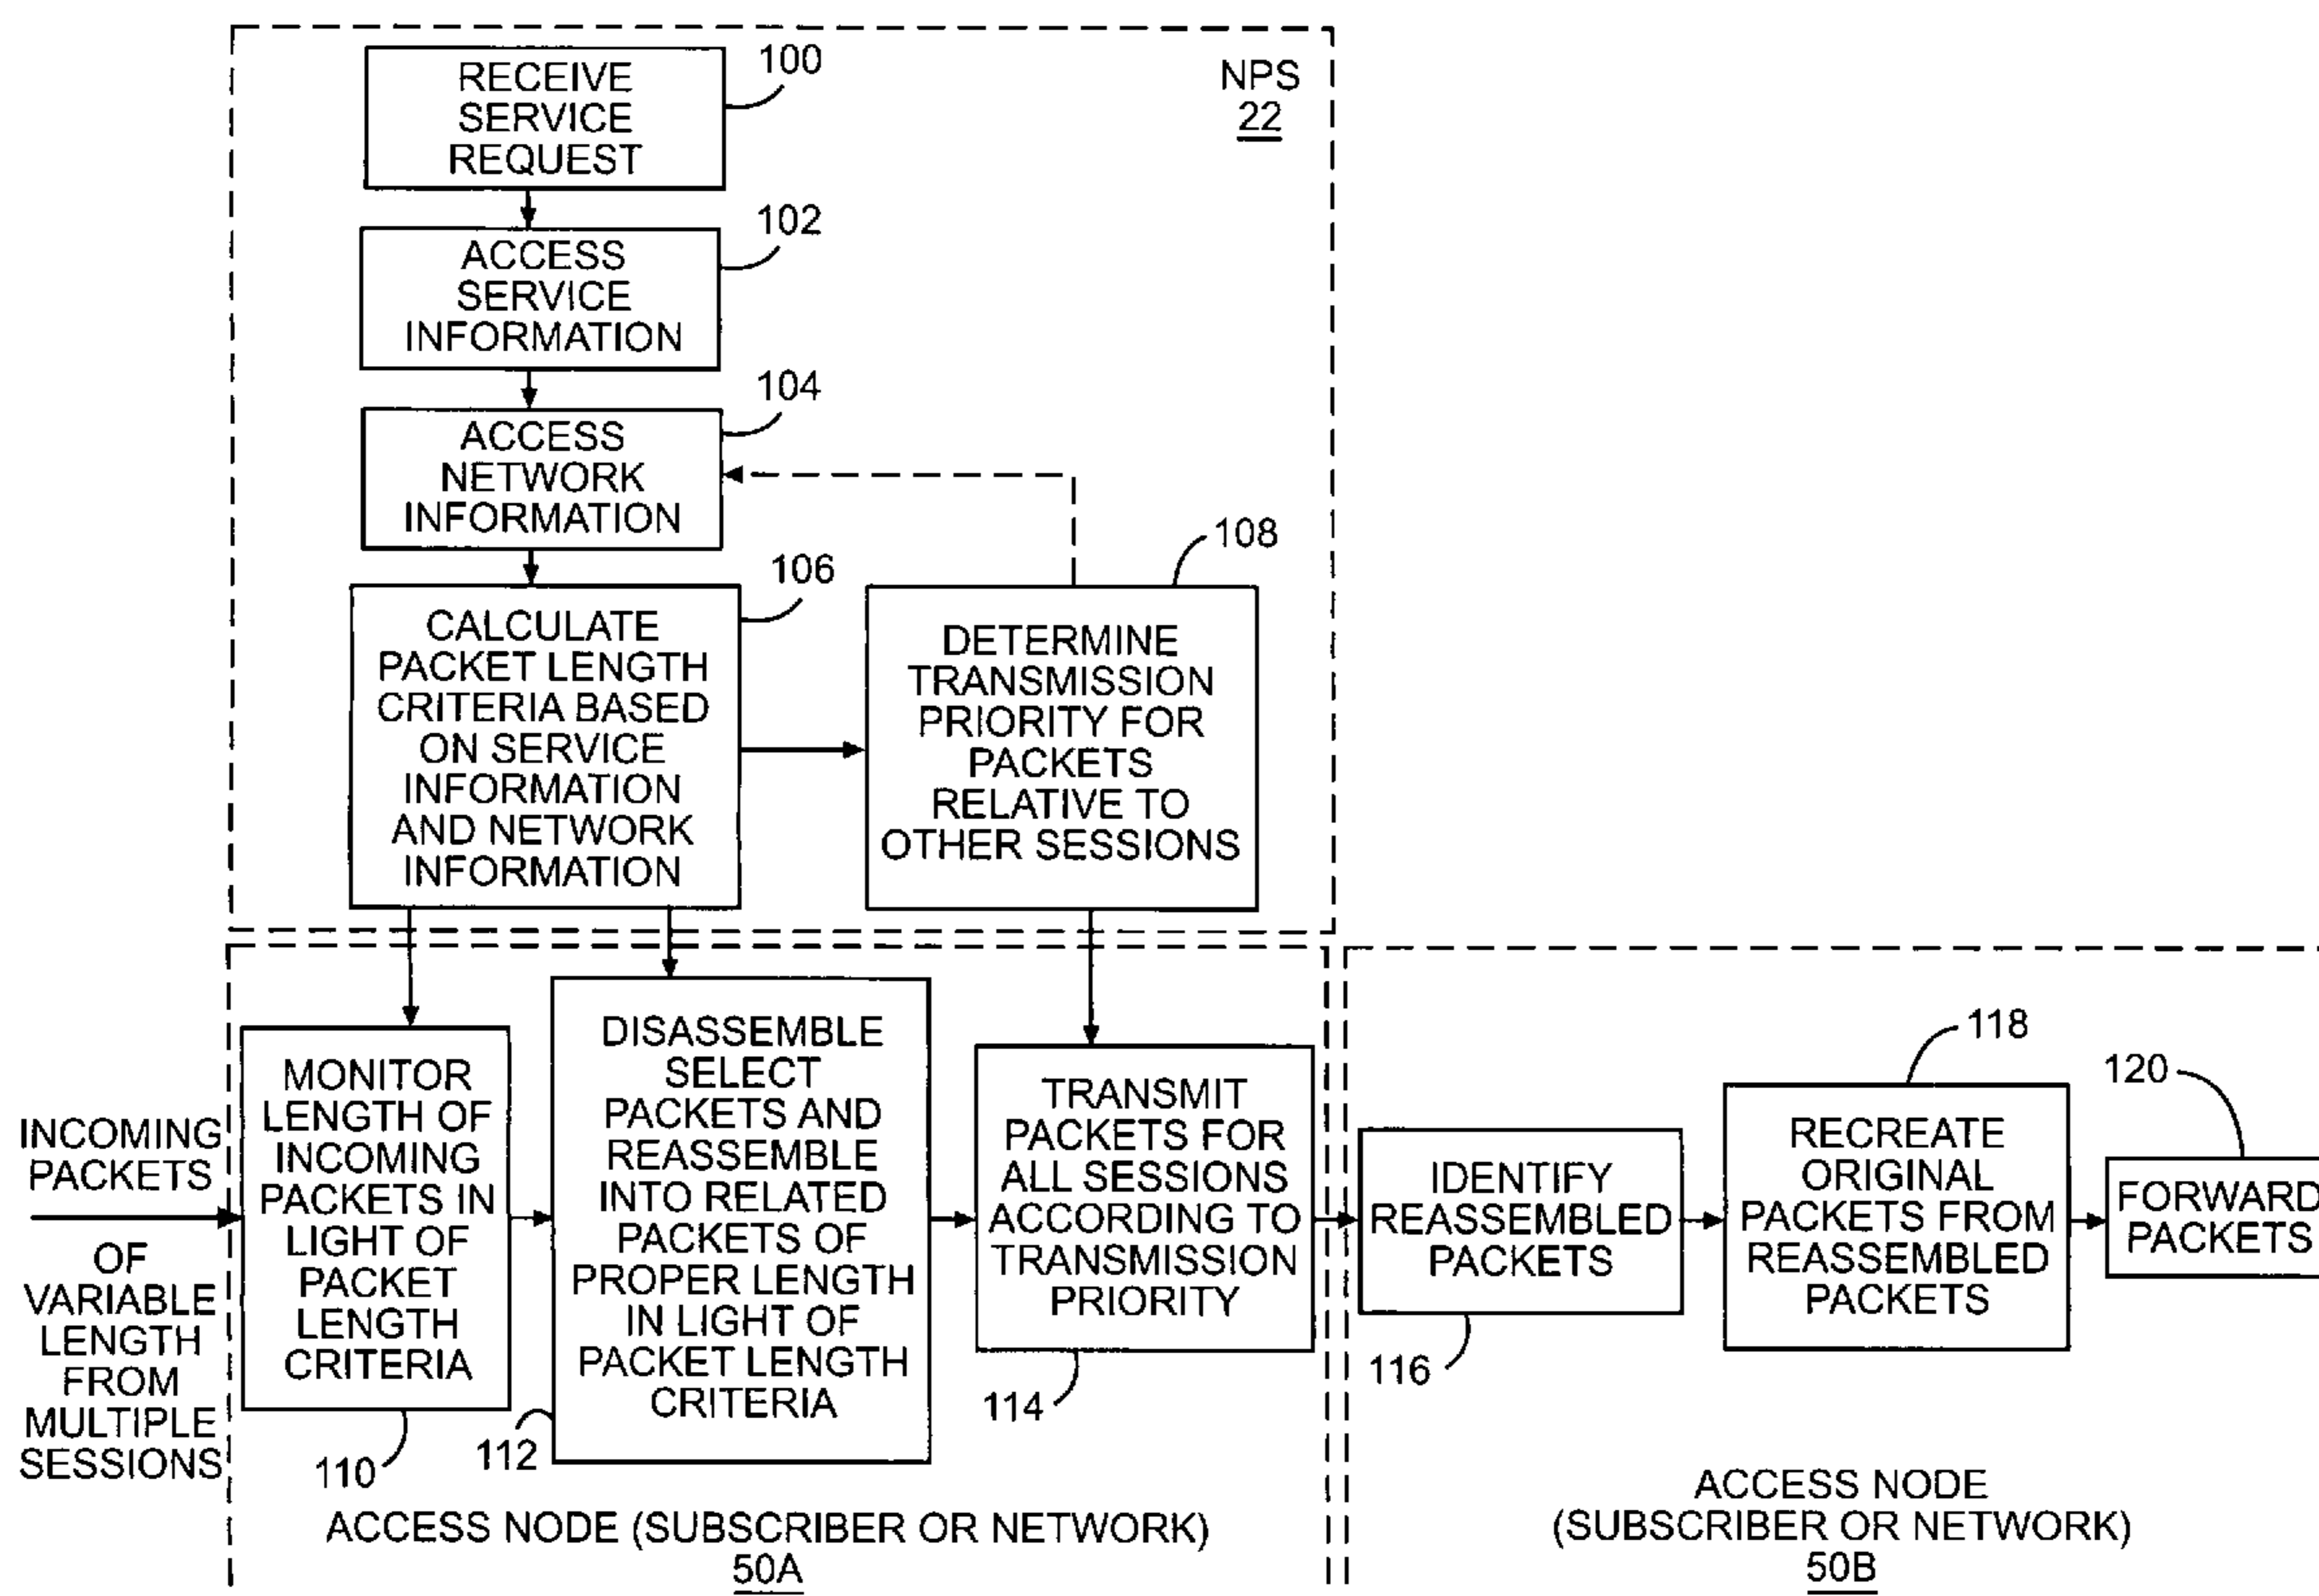 RECEIVE
SERVICE
REQUEST
100
NPS
22
ACCESS
SERVICE
INFORMATION
102
ACCESS
NETWORK
INFORMATION
104
CALCULATE
PACKET LENGTH
CRITERIA BASED
ON SERVICE
INFORMATION
AND NETWORK
INFORMATION
106
DETERMINE
TRANSMISSION
PRIORITY FOR
PACKETS
RELATIVE TO
OTHER SESSIONS
108
INCOMING
PACKETS
OF
VARIABLE
LENGTH
FROM
MULTIPLE
SESSIONS
MONITOR
LENGTH OF
INCOMING
PACKETS IN
LIGHT OF
PACKET
LENGTH
CRITERIA
110
DISASSEMBLE
SELECT
PACKETS AND
REASSEMBLE
INTO RELATED
PACKETS OF
PROPER LENGTH
IN LIGHT OF
PACKET LENGTH
CRITERIA
112
TRANSMIT
PACKETS FOR
ALL SESSIONS
ACCORDING TO
TRANSMISSION
PRIORITY
114
ACCESS NODE (SUBSCRIBER OR NETWORK)
50A
IDENTIFY
REASSEMBLED
PACKETS
116
RECREATE
ORIGINAL
PACKETS FROM
REASSEMBLED
PACKETS
118
FORWARD
PACKETS
120
ACCESS NODE
(SUBSCRIBER OR NETWORK)
50B